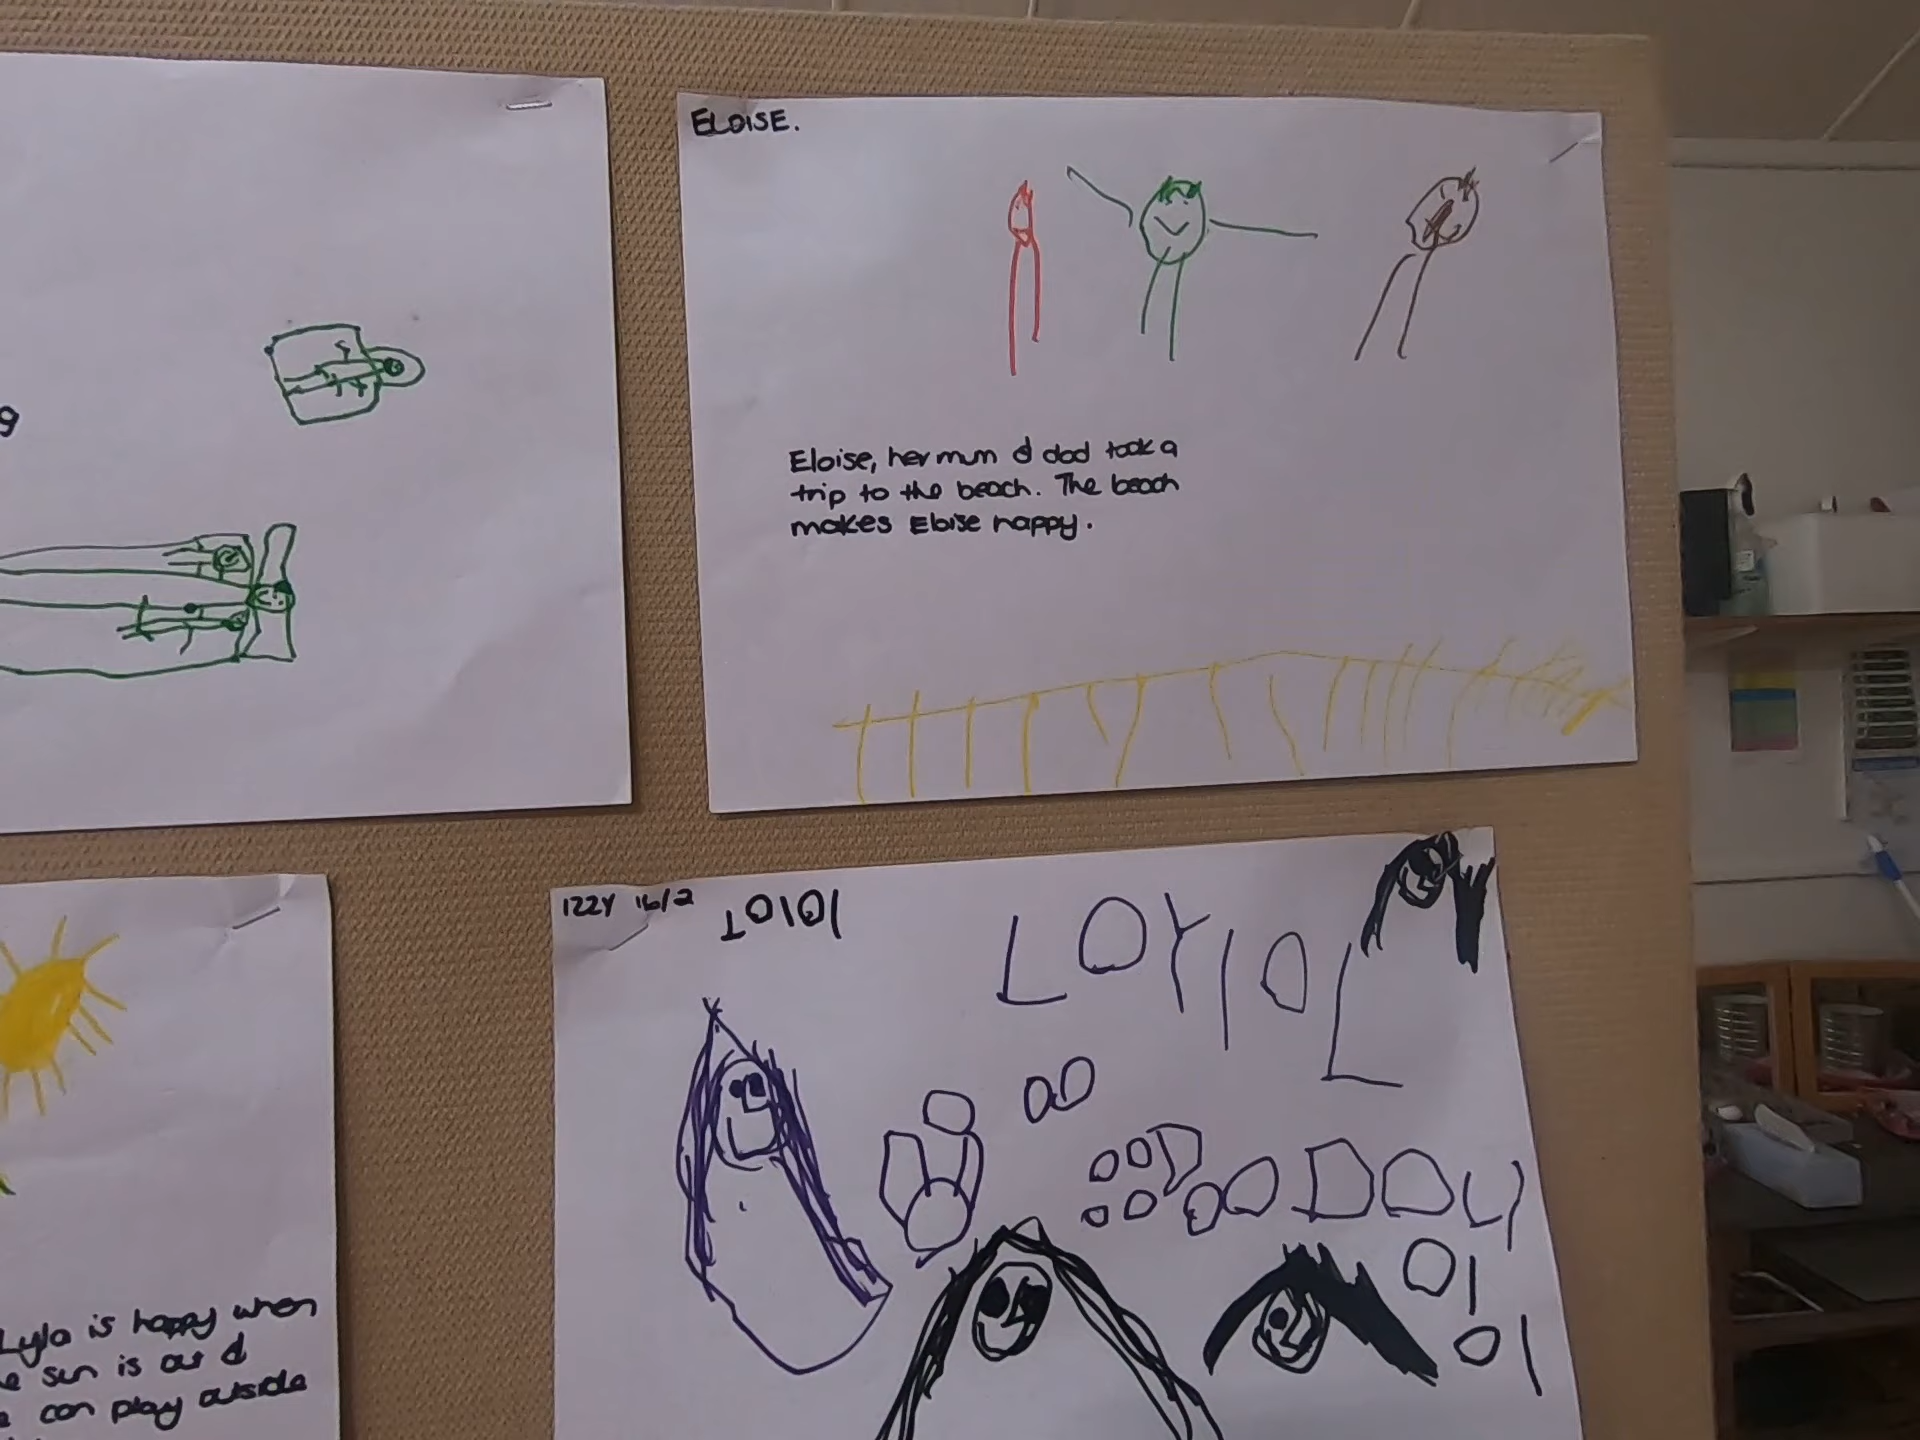 ELOISE.
Eloise, her mum & dad took a
trip to the beach. The beach
makes Eloise happy.
IZZY 16/2
LOYIOL
Lyla is happy when
e sun is out &
e can play outside